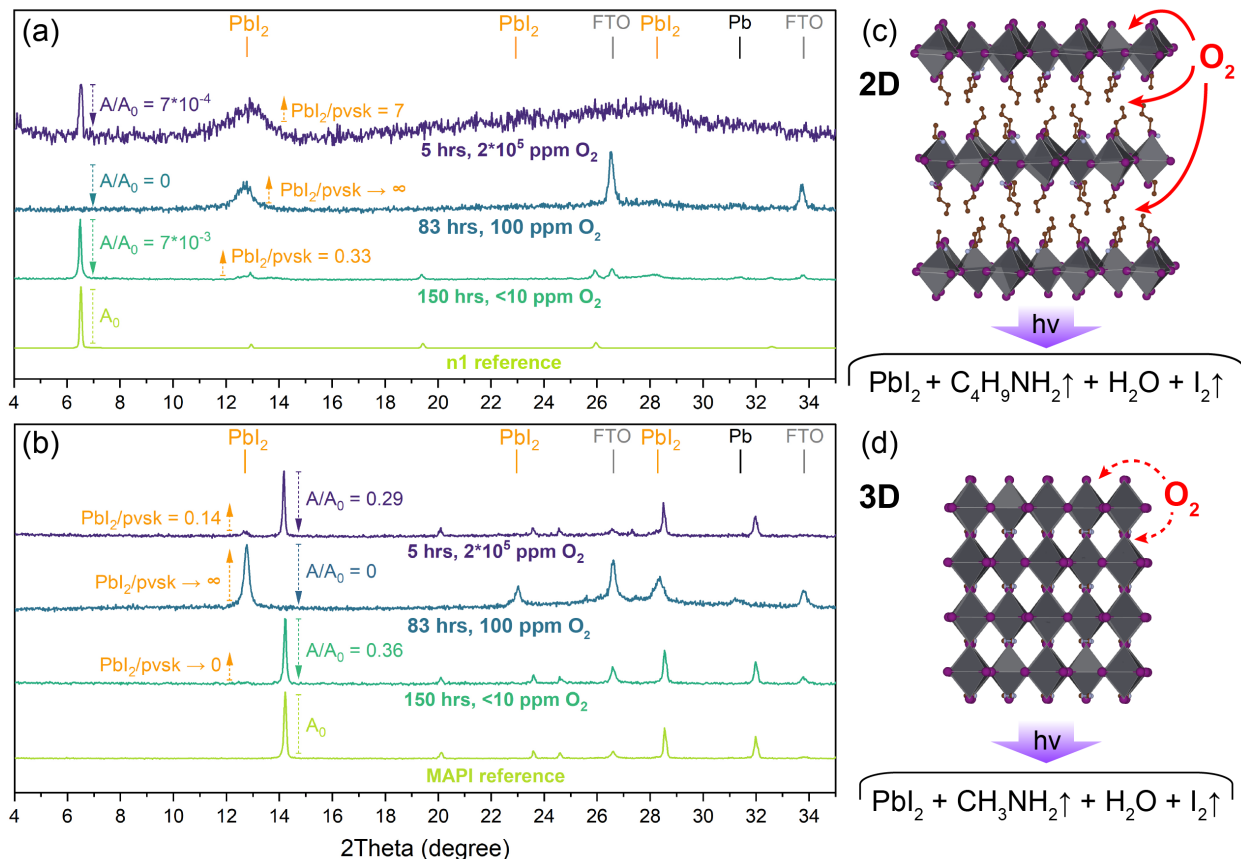 (a)
PbI₂ PbI₂ FTO PbI₂ Pb FTO
A/A₀ = 7*10⁻⁴
PbI₂/pvsk = 7
5 hrs, 2*10⁵ ppm O₂
A/A₀ = 0
PbI₂/pvsk → ∞
83 hrs, 100 ppm O₂
A/A₀ = 7*10⁻³
PbI₂/pvsk = 0.33
150 hrs, <10 ppm O₂
A₀
n1 reference
4 6 8 10 12 14 16 18 20 22 24 26 28 30 32 34
(b)
PbI₂ PbI₂ FTO PbI₂ Pb FTO
A/A₀ = 0.29
PbI₂/pvsk = 0.14
5 hrs, 2*10⁵ ppm O₂
PbI₂/pvsk → ∞
A/A₀ = 0
83 hrs, 100 ppm O₂
A/A₀ = 0.36
PbI₂/pvsk → 0
150 hrs, <10 ppm O₂
A₀
MAPI reference
4 6 8 10 12 14 16 18 20 22 24 26 28 30 32 34
2Theta (degree)
(c)
2D
O₂
hν
PbI₂ + C₄H₉NH₂↑ + H₂O + I₂↑
(d)
3D
O₂
hν
PbI₂ + CH₃NH₂↑ + H₂O + I₂↑